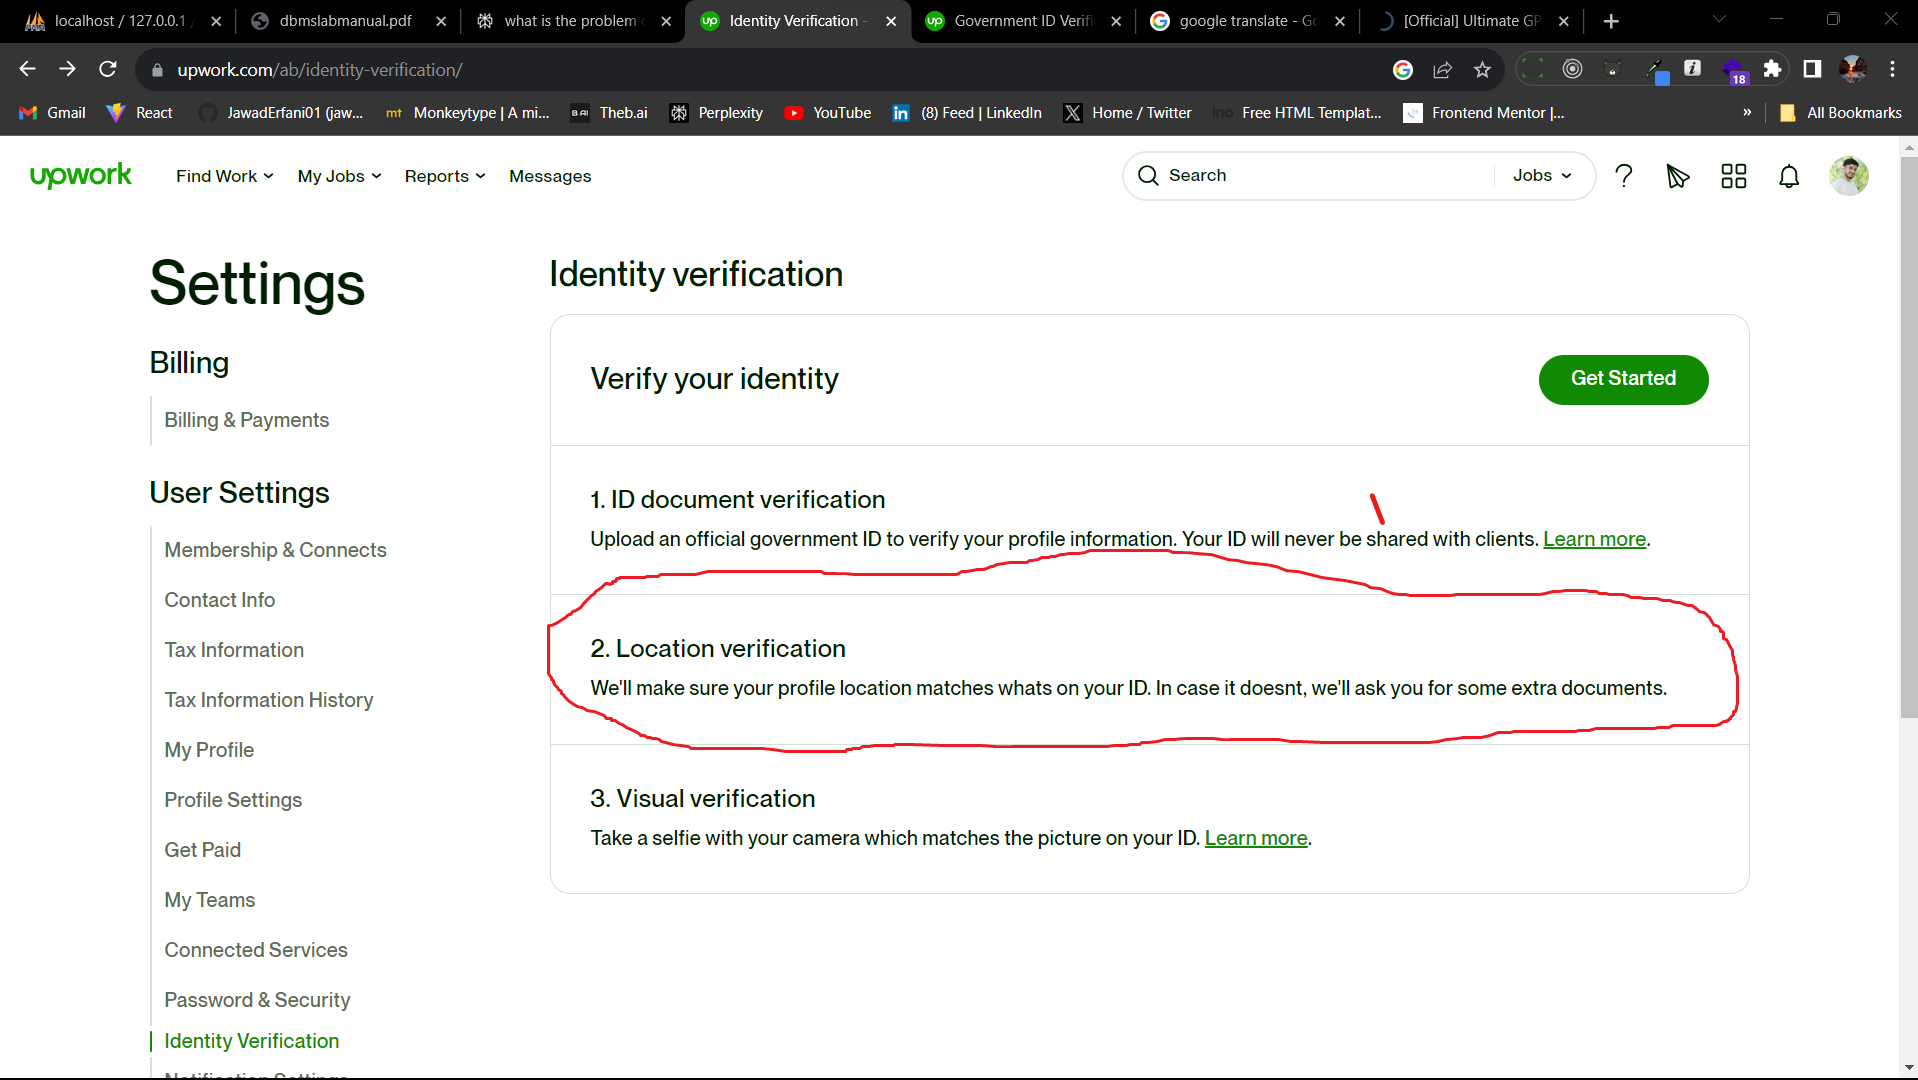 localhost / 127.0.0.1
dbmslabmanual.pdf
what is the problem
Identity Verification -
Government ID Verifi
google translate - Go
[Official] Ultimate GP
upwork.com/ab/identity-verification/
18
Gmail
React
JawadErfani01 (jaw...
mt Monkeytype | A mi...
B AI Theb.ai
Perplexity
YouTube
in (8) Feed | LinkedIn
X Home / Twitter
Ino Free HTML Templat...
Frontend Mentor |...
»
All Bookmarks
upwork
Find Work
My Jobs
Reports
Messages
Search
Jobs
?
Settings
Billing
Billing & Payments
User Settings
Membership & Connects
Contact Info
Tax Information
Tax Information History
My Profile
Profile Settings
Get Paid
My Teams
Connected Services
Password & Security
Identity Verification
Notification Settings
Identity verification
Verify your identity
Get Started
1. ID document verification
Upload an official government ID to verify your profile information. Your ID will never be shared with clients. Learn more.
2. Location verification
We'll make sure your profile location matches whats on your ID. In case it doesnt, we'll ask you for some extra documents.
3. Visual verification
Take a selfie with your camera which matches the picture on your ID. Learn more.